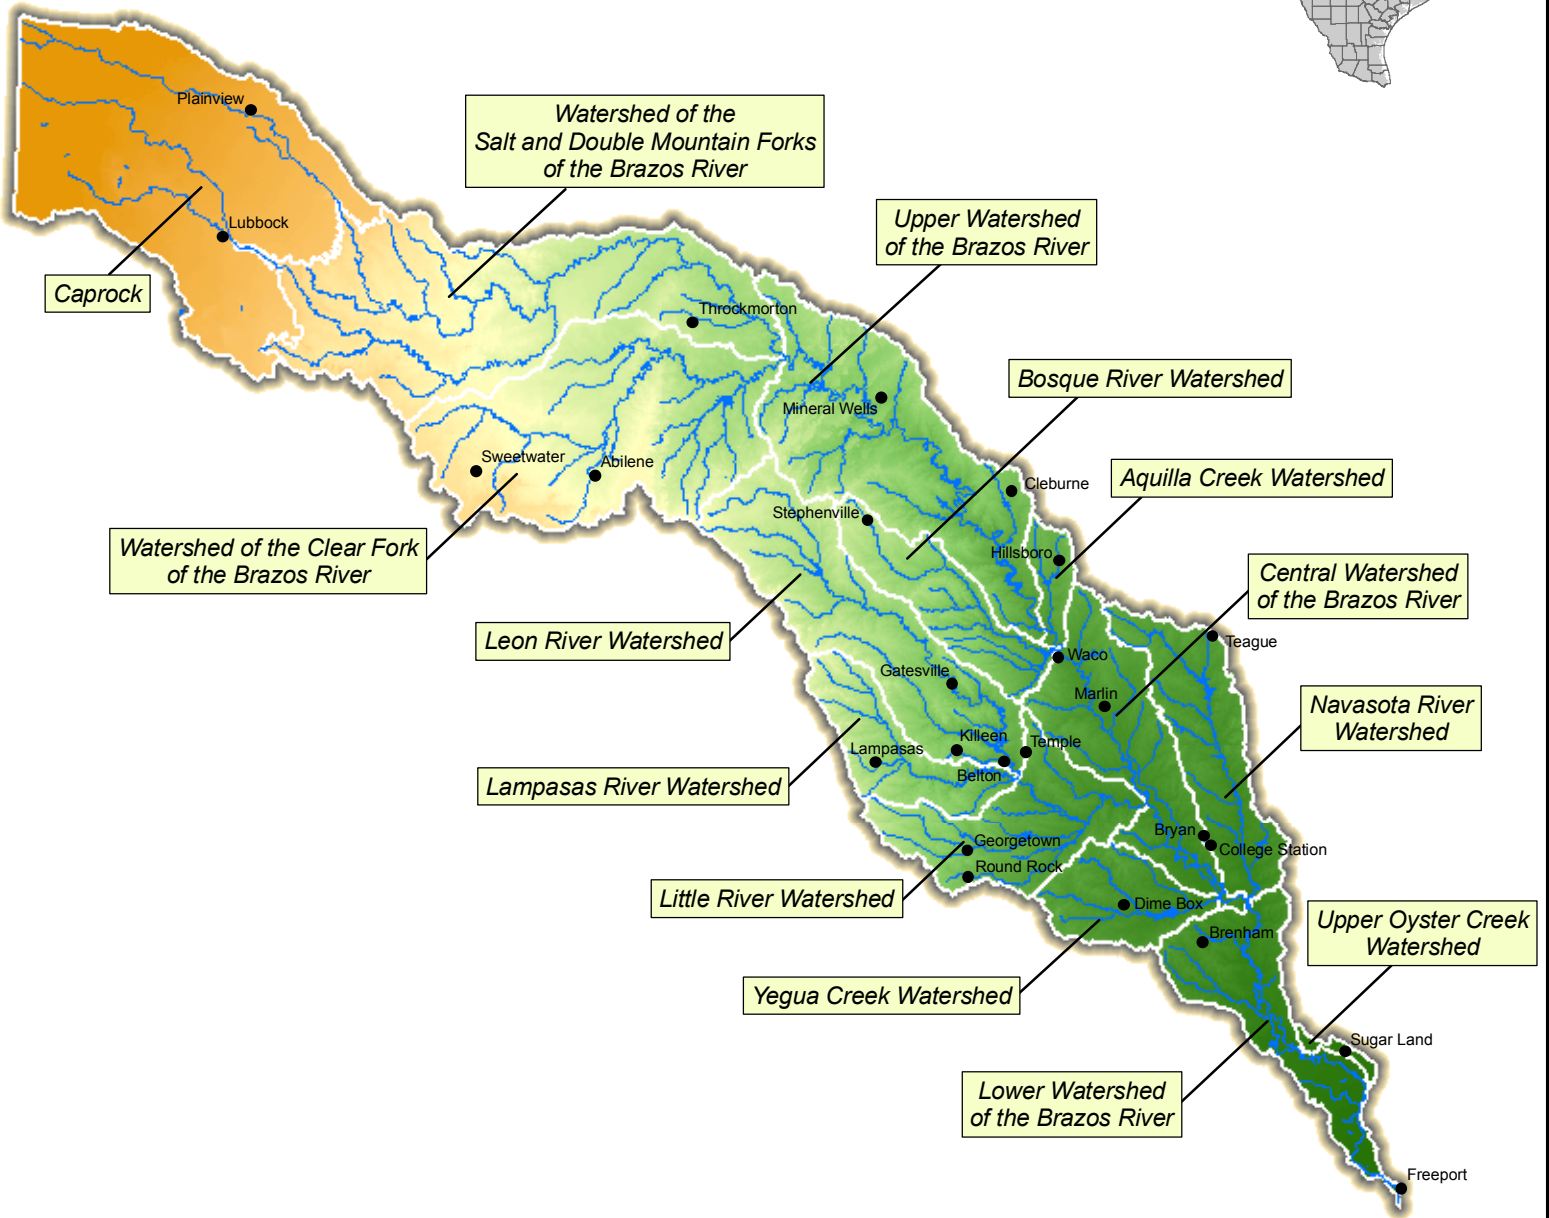 Plainview
Watershed of the
Salt and Double Mountain Forks
of the Brazos River
Upper Watershed
of the Brazos River
Lubbock
Caprock
Throckmorton
Bosque River Watershed
Mineral Wells
Sweetwater
Abilene
Aquilla Creek Watershed
Cleburne
Stephenville
Watershed of the Clear Fork
of the Brazos River
Hillsboro
Central Watershed
of the Brazos River
Leon River Watershed
Teague
Waco
Gatesville
Marlin
Navasota River
Watershed
Killeen
Temple
Lampasas
Belton
Lampasas River Watershed
Bryan
College Station
Georgetown
Round Rock
Little River Watershed
Dime Box
Brenham
Upper Oyster Creek
Watershed
Yegua Creek Watershed
Sugar Land
Lower Watershed
of the Brazos River
Freeport